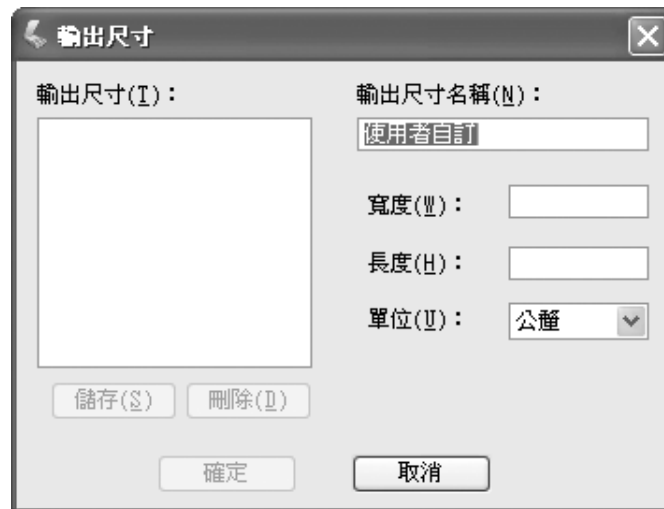 輸出尺寸
輸出尺寸(T)：
輸出尺寸名稱(N)：
使用者自訂
寬度(W)：
長度(H)：
單位(U)：
公釐
儲存(S)
刪除(D)
確定
取消